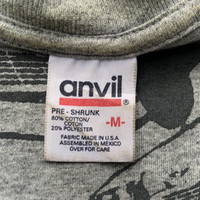 anvil®
PRE-SHRUNK
80% COTTON/
COTON
20% POLYESTER
-M-
FABRIC MADE IN U.S.A
ASSEMBLED IN MEXICO
OVER FOR CARE